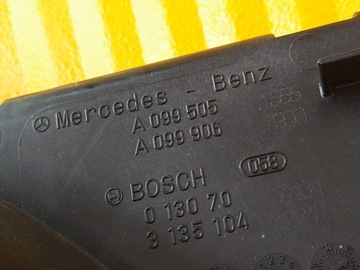 Mercedes - Benz
A 099 505
A 099 906
058
BOSCH
0 130 70
3 135 104